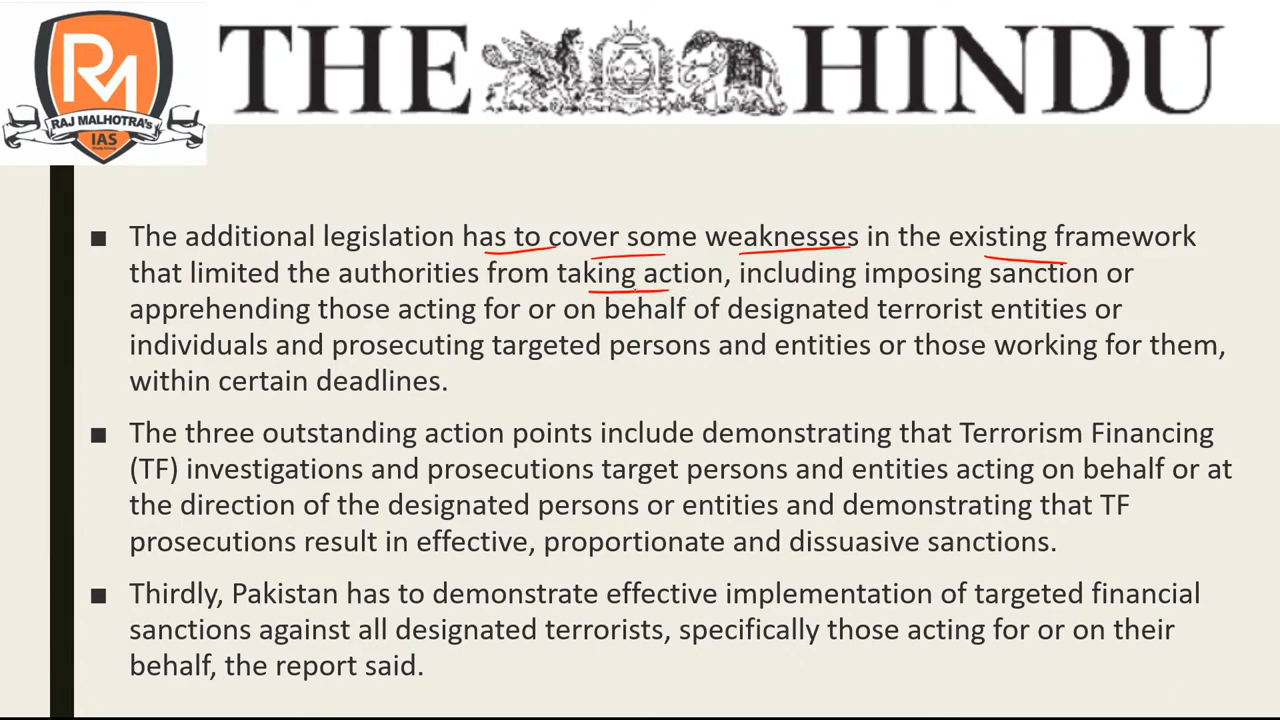 RM
RAJ MALHOTRA'S
IAS
THE HINDU
■ The additional legislation has to cover some weaknesses in the existing framework
that limited the authorities from taking action, including imposing sanction or
apprehending those acting for or on behalf of designated terrorist entities or
individuals and prosecuting targeted persons and entities or those working for them,
within certain deadlines.
■ The three outstanding action points include demonstrating that Terrorism Financing
(TF) investigations and prosecutions target persons and entities acting on behalf or at
the direction of the designated persons or entities and demonstrating that TF
prosecutions result in effective, proportionate and dissuasive sanctions.
■ Thirdly, Pakistan has to demonstrate effective implementation of targeted financial
sanctions against all designated terrorists, specifically those acting for or on their
behalf, the report said.